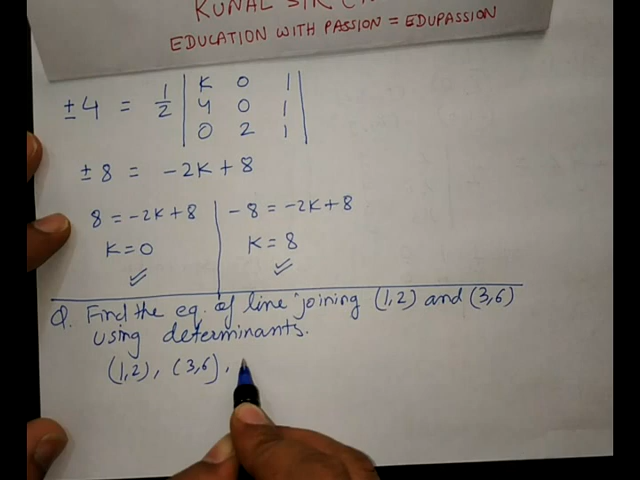 KUNAL SIR
EDUCATION WITH PASSION = EDUPASSION
±4 = 1/2 | K 0 1 |
| 4 0 1 |
| 0 2 1 |
±8 = -2K+8
8 = -2K+8 | -8 = -2K+8
K=0 | K=8
✓ ✓
Q. Find the eq. of line joining (1,2) and (3,6)
using determinants.
(1,2), (3,6),